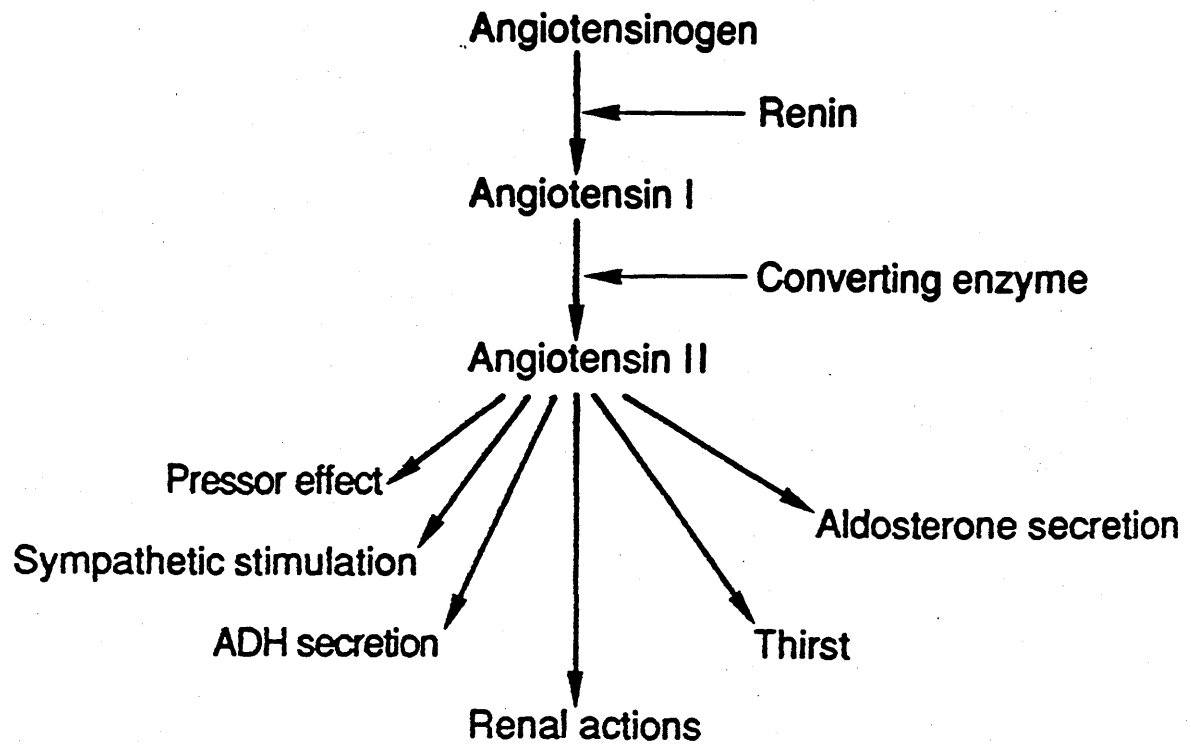 Angiotensinogen
Renin
Angiotensin I
Converting enzyme
Angiotensin II
Pressor effect
Aldosterone secretion
Sympathetic stimulation
ADH secretion
Thirst
Renal actions